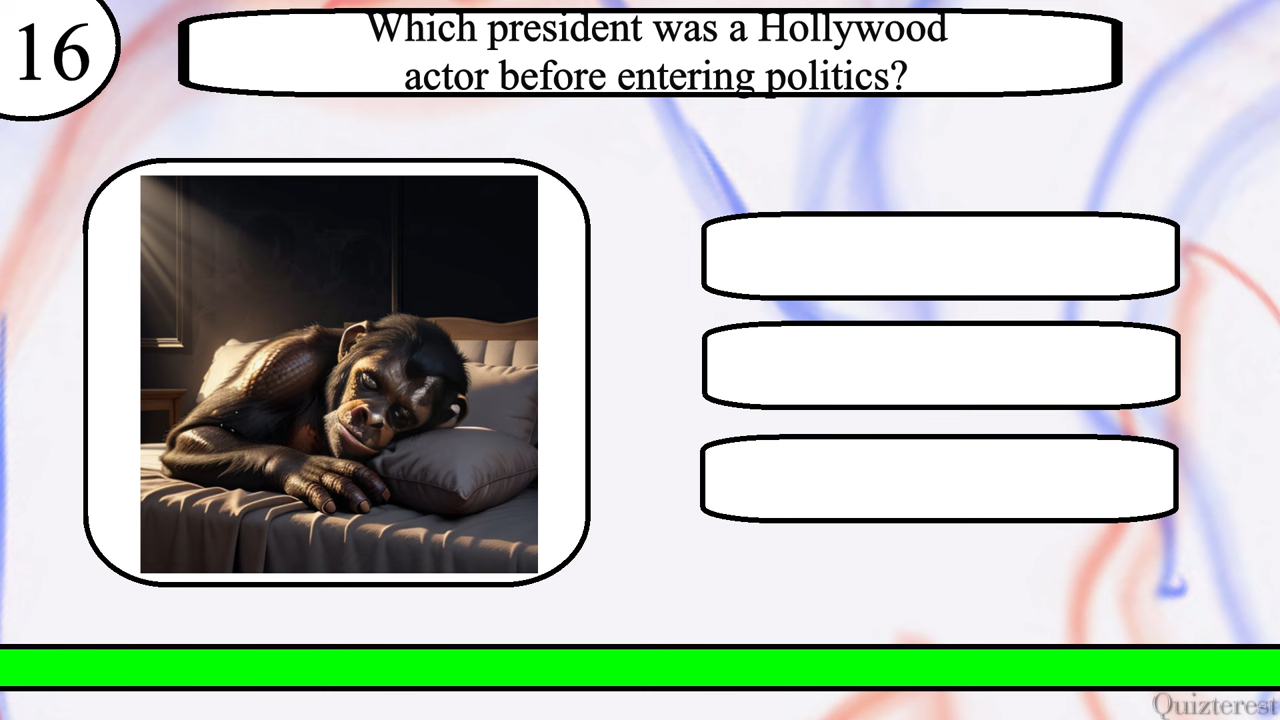 16
Which president was a Hollywood
actor before entering politics?
Quizterest